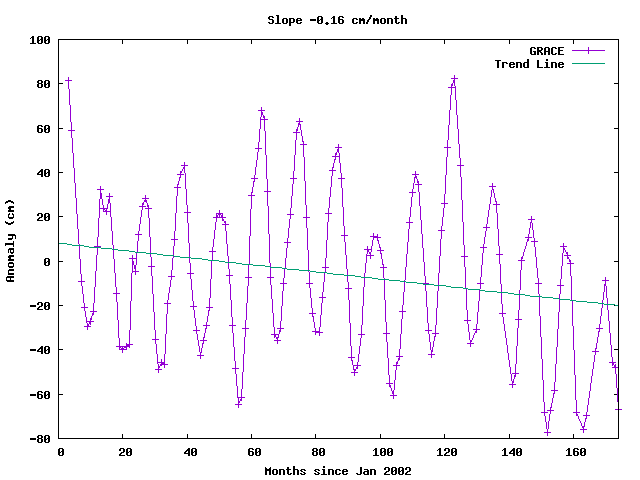 Slope -0.16 cm/month
GRACE
Trend Line
100
80
60
40
20
0
-20
-40
-60
-80
Anomaly (cm)
0 20 40 60 80 100 120 140 160
Months since Jan 2002